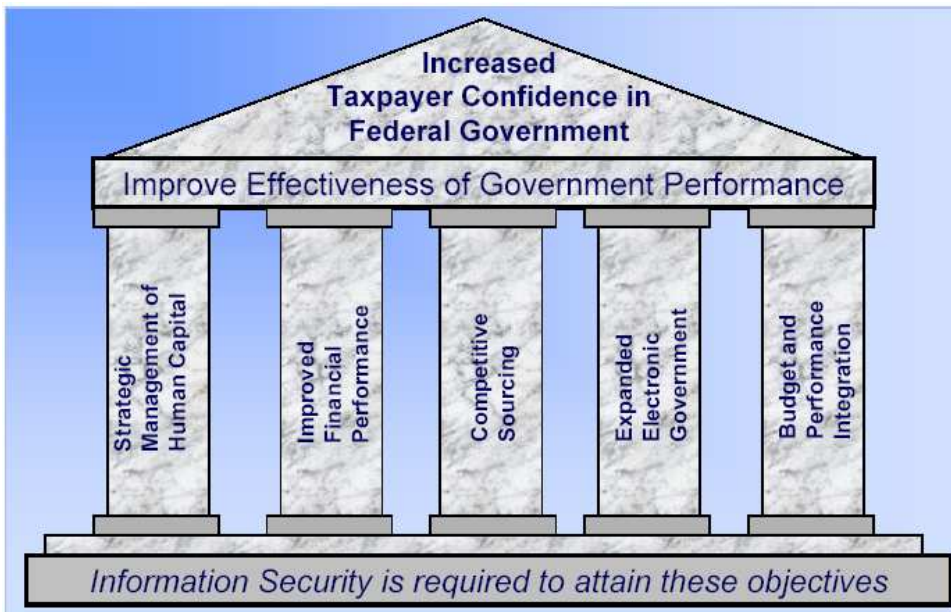 Increased
Taxpayer Confidence in
Federal Government
Improve Effectiveness of Government Performance
Strategic
Management of
Human Capital
Improved
Financial
Performance
Competitive
Sourcing
Expanded
Electronic
Government
Budget and
Performance
Integration
Information Security is required to attain these objectives